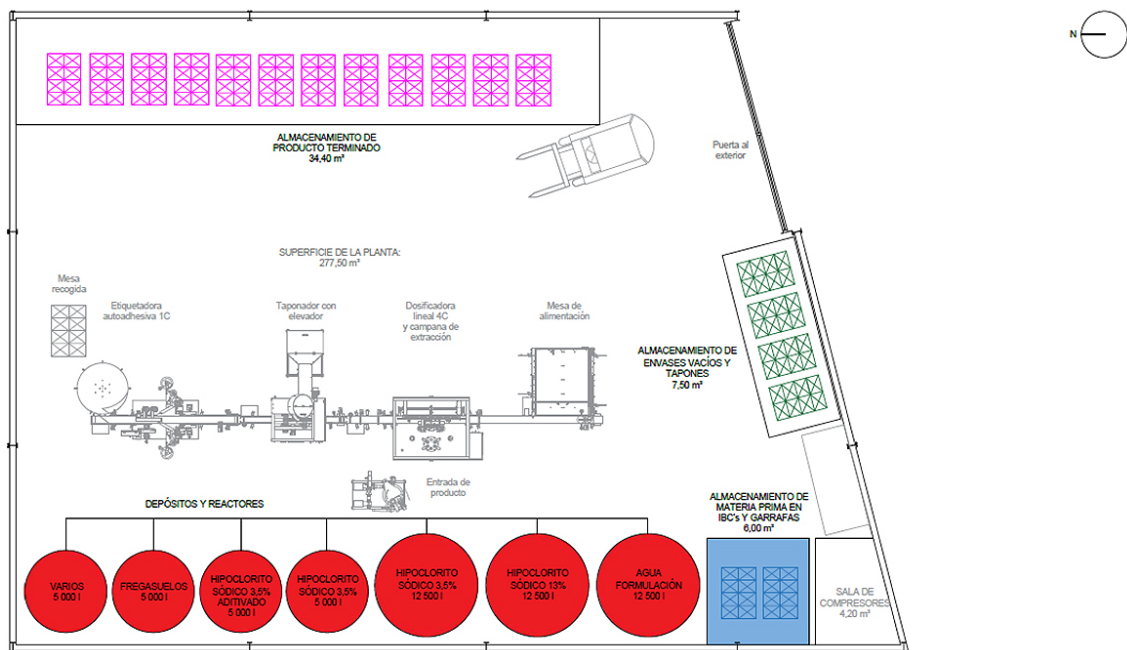 N
ALMACENAMIENTO DE
PRODUCTO TERMINADO
34,40 m²
Puerta al
exterior
SUPERFICIE DE LA PLANTA:
277,50 m²
Mesa
recogida
Etiquetadora
autoadhesiva 1C
Taponador con
elevador
Dosificadora
lineal 4C
y campana de
extracción
Mesa de
alimentación
ALMACENAMIENTO DE
ENVASES VACÍOS Y
TAPONES
7,50 m²
Entrada de
producto
DEPÓSITOS Y REACTORES
ALMACENAMIENTO DE
MATERIA PRIMA EN
IBC's Y GARRAFAS
6,00 m²
VARIOS
5 000 l
FREGASUELOS
5 000 l
HIPOCLORITO
SÓDICO 3,5%
ADITIVADO
5 000 l
HIPOCLORITO
SÓDICO 3,5%
5 000 l
HIPOCLORITO
SÓDICO 3,5%
12 500 l
HIPOCLORITO
SÓDICO 13%
12 500 l
AGUA
FORMULACIÓN
12 500 l
SALA DE
COMPRESORES
4,20 m²